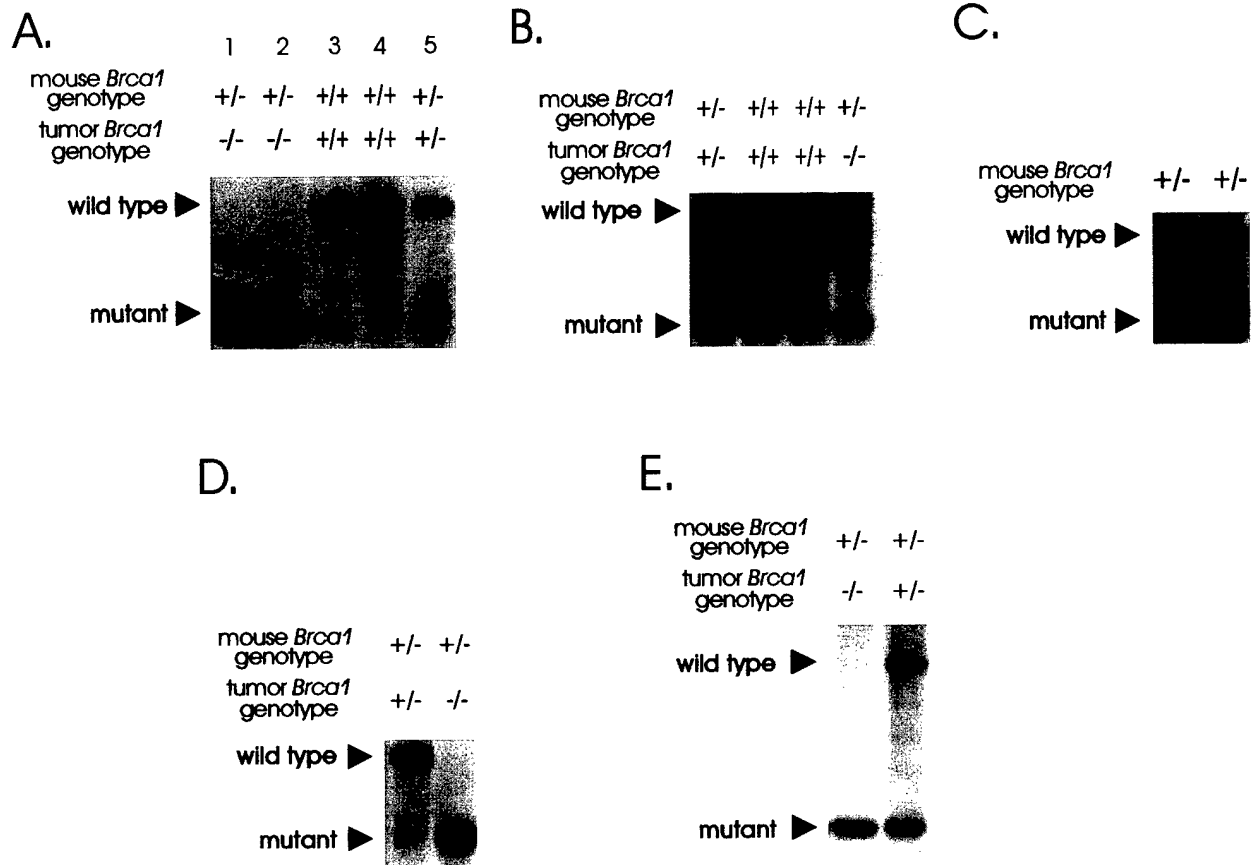 A.
1 2 3 4 5
mouse Brca1
genotype
+/- +/- +/+ +/+ +/-
tumor Brca1
genotype
-/- -/- +/+ +/+ +/-
wild type
mutant
B.
mouse Brca1
genotype
+/- +/+ +/+ +/-
tumor Brca1
genotype
+/- +/+ +/+ -/-
wild type
mutant
C.
mouse Brca1
genotype
+/- +/-
wild type
mutant
D.
mouse Brca1
genotype
+/- +/-
tumor Brca1
genotype
+/- -/-
wild type
mutant
E.
mouse Brca1
genotype
+/- +/-
tumor Brca1
genotype
-/- +/-
wild type
mutant